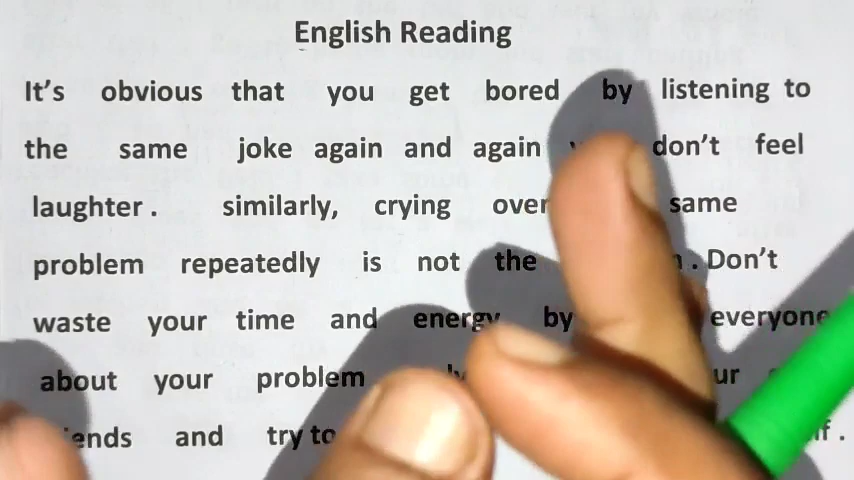 English Reading
It's obvious that you get bored by listening to
the same joke again and again don't feel
laughter . similarly, crying over same
problem repeatedly is not the . Don't
waste your time and energy by everyone
about your problem
and try to